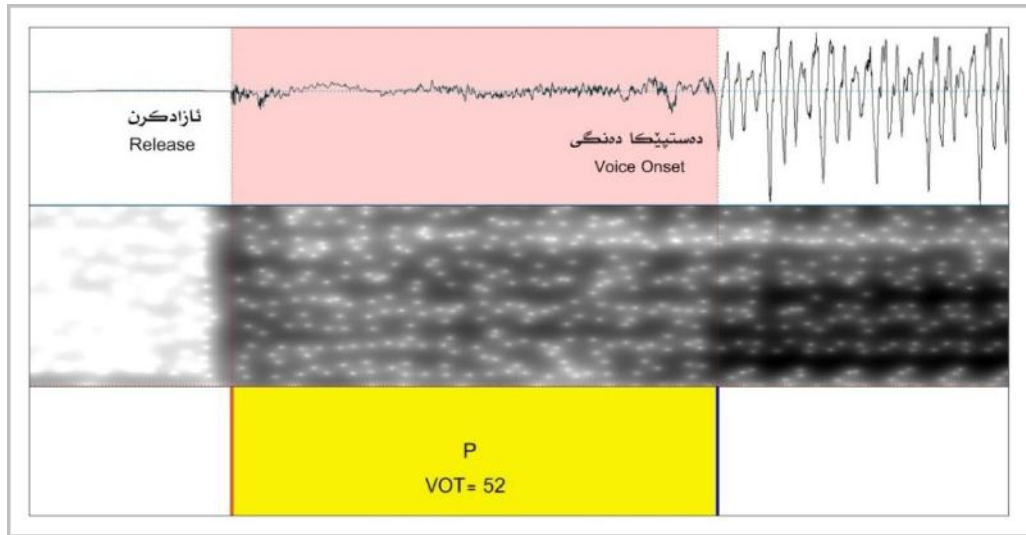 ئازادکرن
Release
دەستپێکا دەنگی
Voice Onset
P
VOT= 52